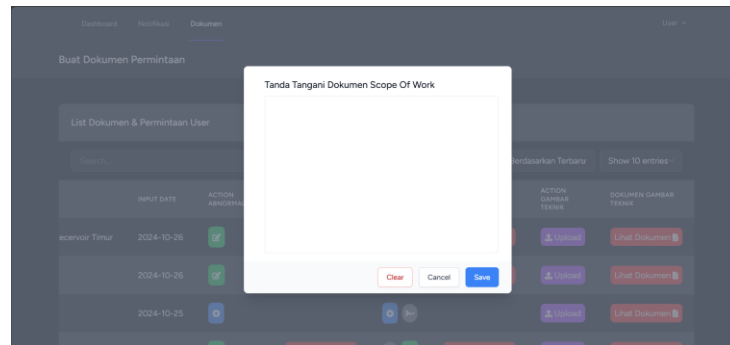 Dashboard Notifikasi Dokumen User
Buat Dokumen Permintaan
Tanda Tangani Dokumen Scope Of Work
List Dokumen & Permintaan User
Search... Berdasarkan Terbaru Show 10 entries
INPUT DATE ACTION ABNORMAL ACTION GAMBAR TEKNIK DOKUMEN GAMBAR TEKNIK
ecervoir Timur 2024-10-26 Upload Lihat Dokumen
2024-10-26 Upload Lihat Dokumen
Clear Cancel Save
2024-10-25 Upload Lihat Dokumen